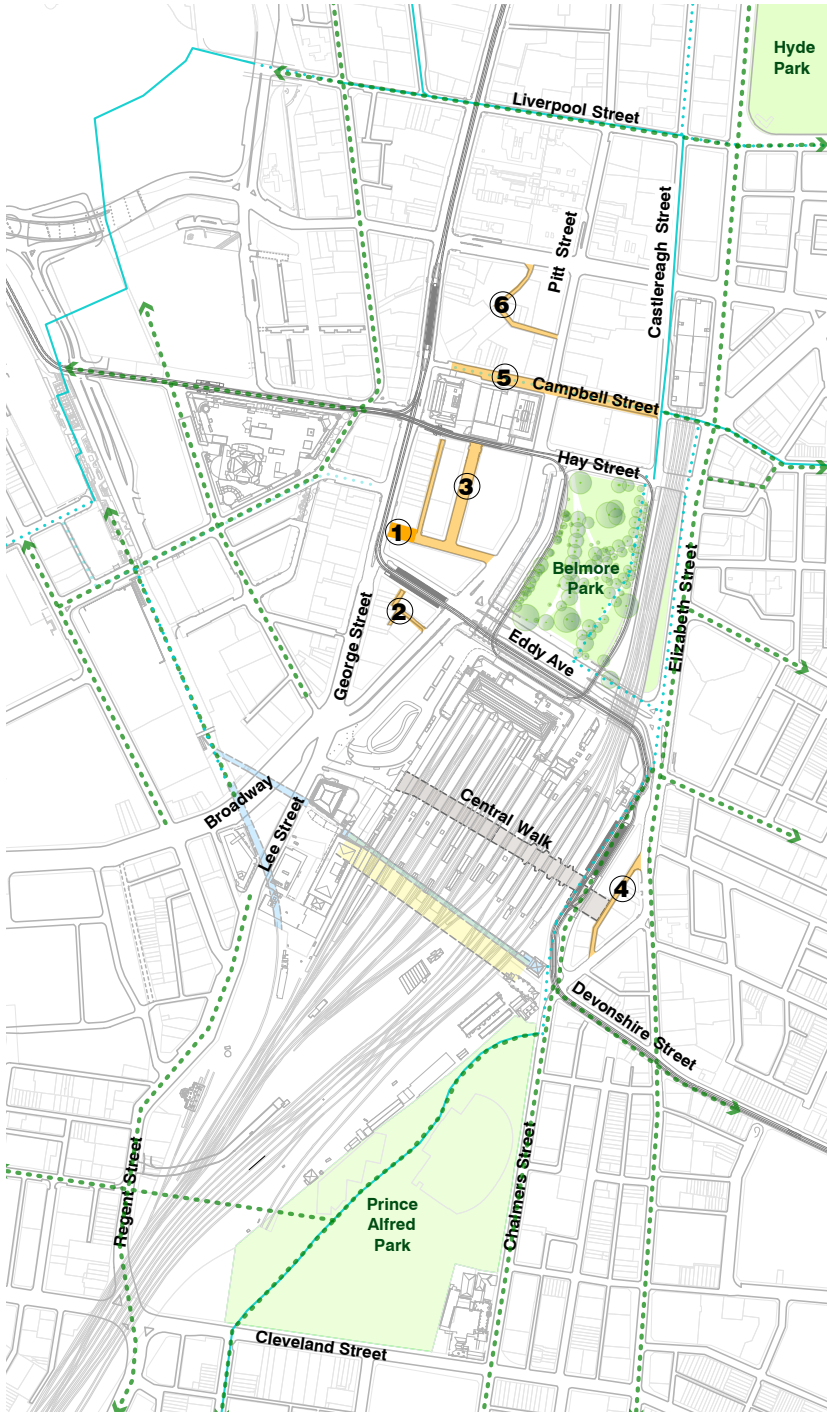 Hyde
Park
Liverpool Street
Castlereagh Street
Pitt Street
6
5
Campbell Street
Hay Street
3
1
Belmore
Park
2
Elizabeth Street
George Street
Eddy Ave
Broadway
Central Walk
Lee Street
4
Devonshire Street
Regent Street
Chalmers Street
Prince
Alfred
Park
Cleveland Street